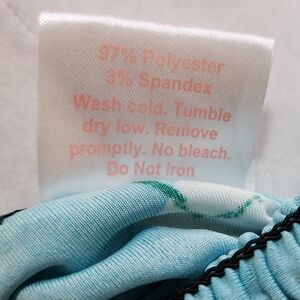 97% Polyester
3% Spandex
Wash cold. Tumble
dry low. Remove
promptly. No bleach.
Do Not Iron